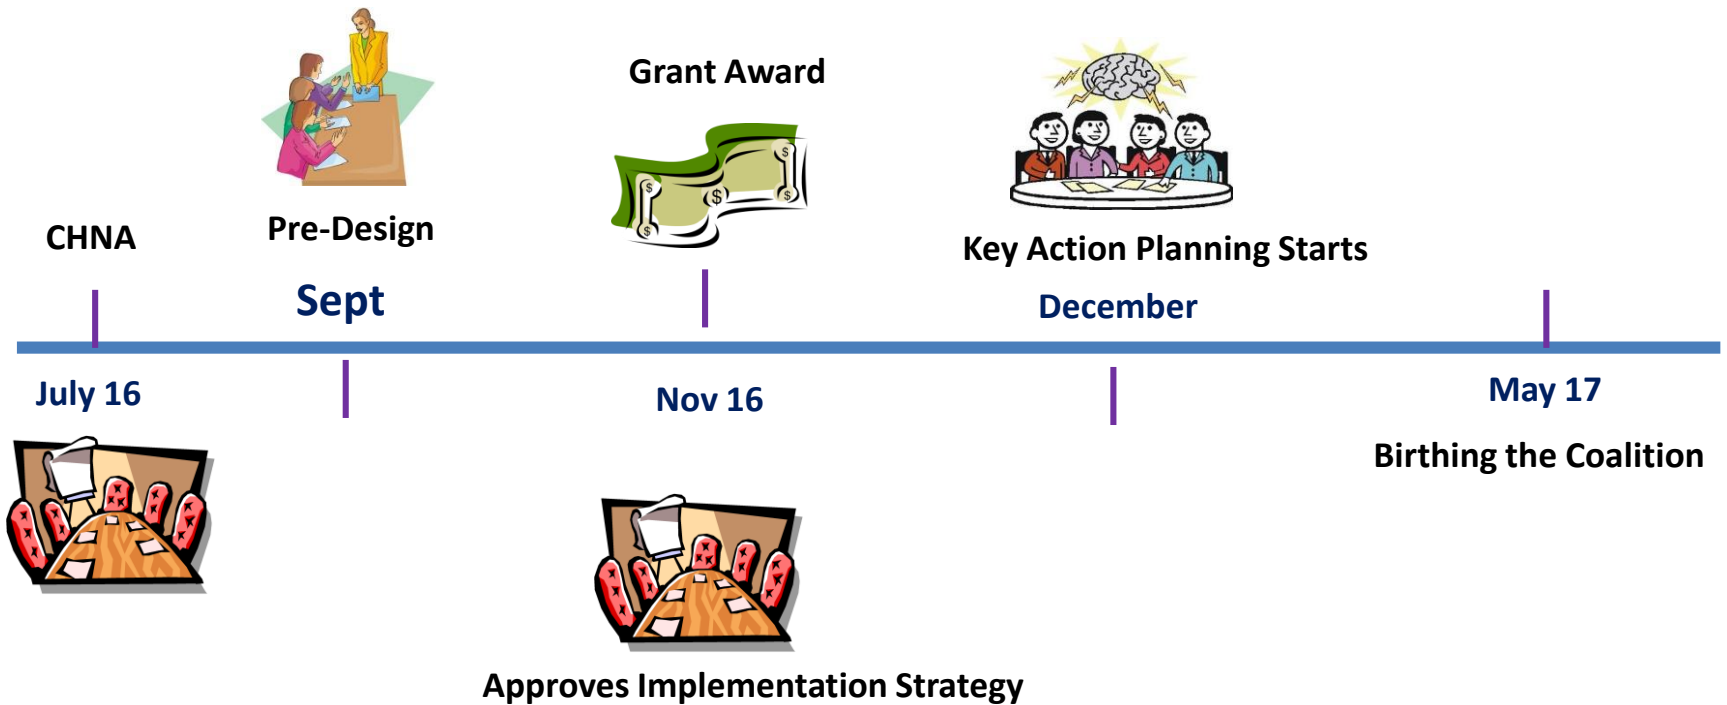 CHNA
July 16
Pre-Design
Sept
Grant Award
$ $ $
$ $
Nov 16
Approves Implementation Strategy
Key Action Planning Starts
December
May 17
Birthing the Coalition